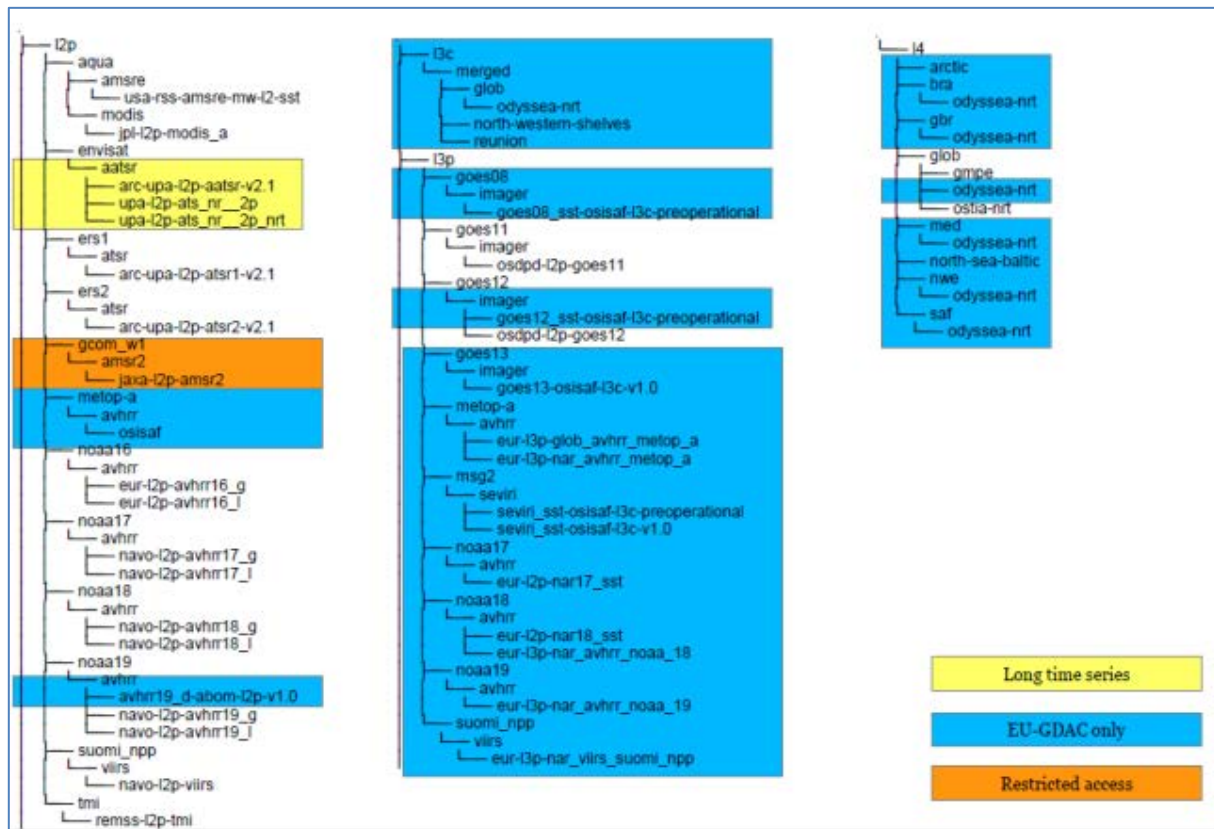 l2p
aqua
amsre
usa-rss-amsre-mw-l2-sst
modis
jpl-l2p-modis_a
envisat
aatsr
arc-upa-l2p-aatsr-v2.1
upa-l2p-ats_nr__2p
upa-l2p-ats_nr__2p_nrt
ers1
atsr
arc-upa-l2p-atsr1-v2.1
ers2
atsr
arc-upa-l2p-atsr2-v2.1
gcom_w1
amsr2
jaxa-l2p-amsr2
metop-a
avhrr
osisaf
noaa16
avhrr
eur-l2p-avhrr16_g
eur-l2p-avhrr16_l
noaa17
avhrr
navo-l2p-avhrr17_g
navo-l2p-avhrr17_l
noaa18
avhrr
navo-l2p-avhrr18_g
navo-l2p-avhrr18_l
noaa19
avhrr
avhrr19_d-abom-l2p-v1.0
navo-l2p-avhrr19_g
navo-l2p-avhrr19_l
suomi_npp
viirs
navo-l2p-viirs
tmi
remss-l2p-tmi
l3c
merged
glob
odyssea-nrt
north-western-shelves
reunion
l3p
goes08
imager
goes08_sst-osisaf-l3c-preoperational
goes11
imager
osdpd-l2p-goes11
goes12
imager
goes12_sst-osisaf-l3c-preoperational
osdpd-l2p-goes12
goes13
imager
goes13-osisaf-l3c-v1.0
metop-a
avhrr
eur-l3p-glob_avhrr_metop_a
eur-l3p-nar_avhrr_metop_a
msg2
seviri
seviri_sst-osisaf-l3c-preoperational
seviri_sst-osisaf-l3c-v1.0
noaa17
avhrr
eur-l2p-nar17_sst
noaa18
avhrr
eur-l2p-nar18_sst
eur-l3p-nar_avhrr_noaa_18
noaa19
avhrr
eur-l3p-nar_avhrr_noaa_19
suomi_npp
viirs
eur-l3p-nar_viirs_suomi_npp
l4
arctic
bra
odyssea-nrt
gbr
odyssea-nrt
glob
gmpe
odyssea-nrt
ostia-nrt
med
odyssea-nrt
north-sea-baltic
nwe
odyssea-nrt
saf
odyssea-nrt
Long time series
EU-GDAC only
Restricted access